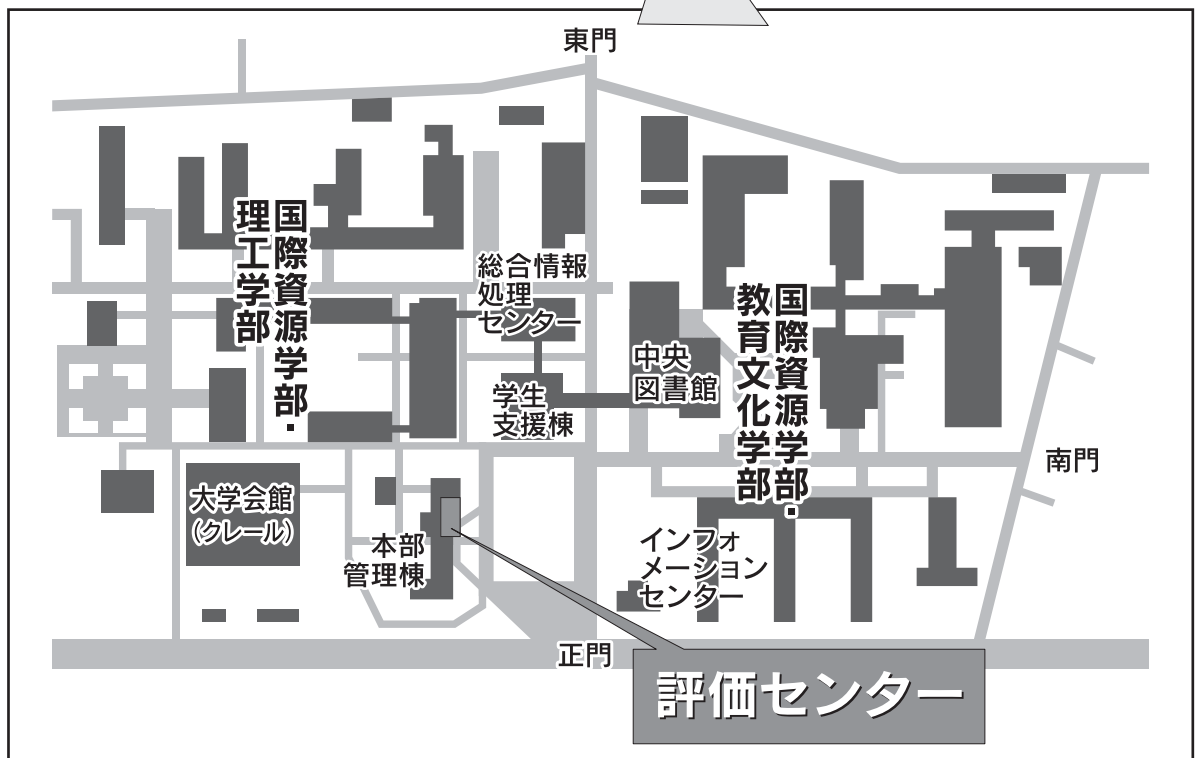 東門
国際資源学部・
理工学部
総合情報
処理
センター
中央
図書館
学生
支援棟
国際資源学部・
教育文化学部
南門
大学会館
(クレール)
本部
管理棟
インフォ
メーション
センター
正門
評価センター